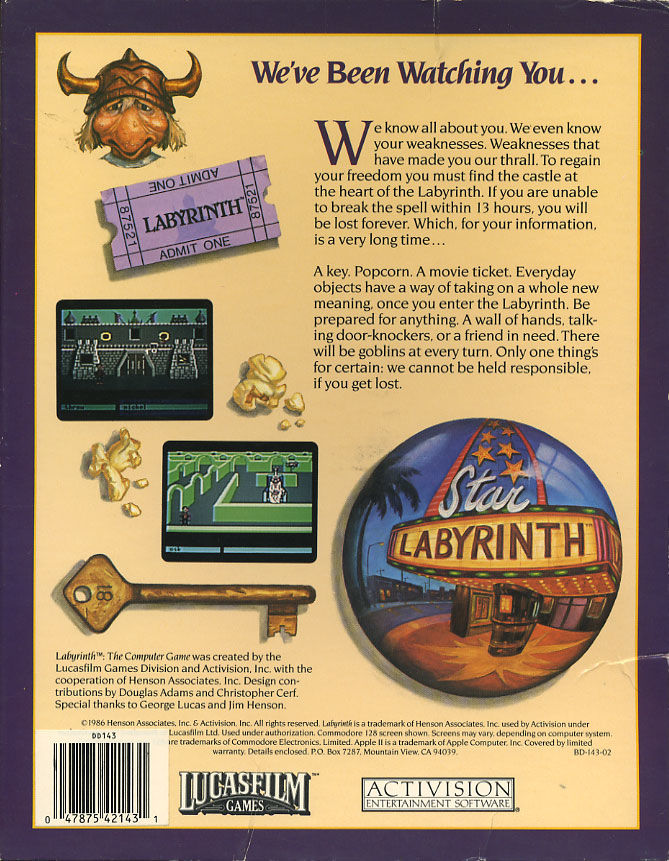 We've Been Watching You...
We know all about you. We even know
your weaknesses. Weaknesses that
have made you our thrall. To regain
your freedom you must find the castle at
the heart of the Labyrinth. If you are unable
to break the spell within 13 hours, you will
be lost forever. Which, for your information,
is a very long time...
ADMIT ONE
87521
LABYRINTH™
87521
ADMIT ONE
A key. Popcorn. A movie ticket. Everyday
objects have a way of taking on a whole new
meaning, once you enter the Labyrinth. Be
prepared for anything. A wall of hands, talk-
ing door-knockers, or a friend in need. There
will be goblins at every turn. Only one thing's
for certain: we cannot be held responsible,
if you get lost.
Star
LABYRINTH
18
Labyrinth™: The Computer Game was created by the
Lucasfilm Games Division and Activision, Inc. with the
cooperation of Henson Associates, Inc. Design con-
tributions by Douglas Adams and Christopher Cerf.
Special thanks to George Lucas and Jim Henson.
©1986 Henson Associates, Inc. & Activision, Inc. All rights reserved. Labyrinth is a trademark of Henson Associates, Inc. used by Activision under
Lucasfilm Ltd. Used under authorization. Commodore 128 screen shown. Screens may vary, depending on computer system.
are trademarks of Commodore Electronics, Limited. Apple II is a trademark of Apple Computer, Inc. Covered by limited
warranty. Details enclosed. P.O. Box 7287, Mountain View, CA 94039.
BD-143-02
DD143
0 47875 42143 1
LUCASFILM™
GAMES
ACTIVISION
ENTERTAINMENT SOFTWARE®